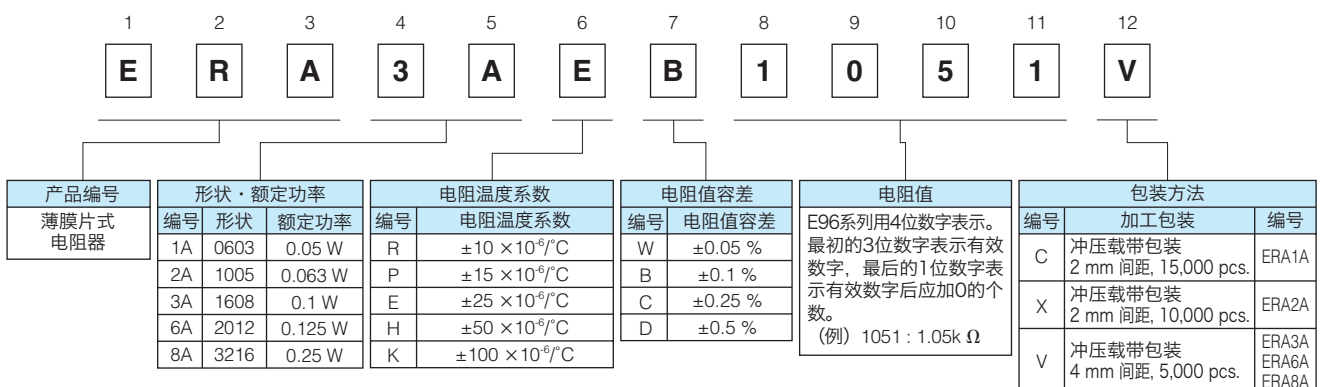 1 2 3 4 5 6 7 8 9 10 11 12
E R A 3 A E B 1 0 5 1 V
产品编号
薄膜片式
电阻器
形状・额定功率
编号 形状 额定功率
1A 0603 0.05 W
2A 1005 0.063 W
3A 1608 0.1 W
6A 2012 0.125 W
8A 3216 0.25 W
电阻温度系数
编号 电阻温度系数
R ±10 ×10⁻⁶/°C
P ±15 ×10⁻⁶/°C
E ±25 ×10⁻⁶/°C
H ±50 ×10⁻⁶/°C
K ±100 ×10⁻⁶/°C
电阻值容差
编号 电阻值容差
W ±0.05 %
B ±0.1 %
C ±0.25 %
D ±0.5 %
电阻值
E96系列用4位数字表示。
最初的3位数字表示有效
数字，最后的1位数字表
示有效数字后应加0的个
数。
（例）1051 : 1.05k Ω
包装方法
编号 加工包装 编号
C 冲压载带包装
2 mm 间距, 15,000 pcs. ERA1A
X 冲压载带包装
2 mm 间距, 10,000 pcs. ERA2A
V 冲压载带包装
4 mm 间距, 5,000 pcs.
ERA3A
ERA6A
ERA8A